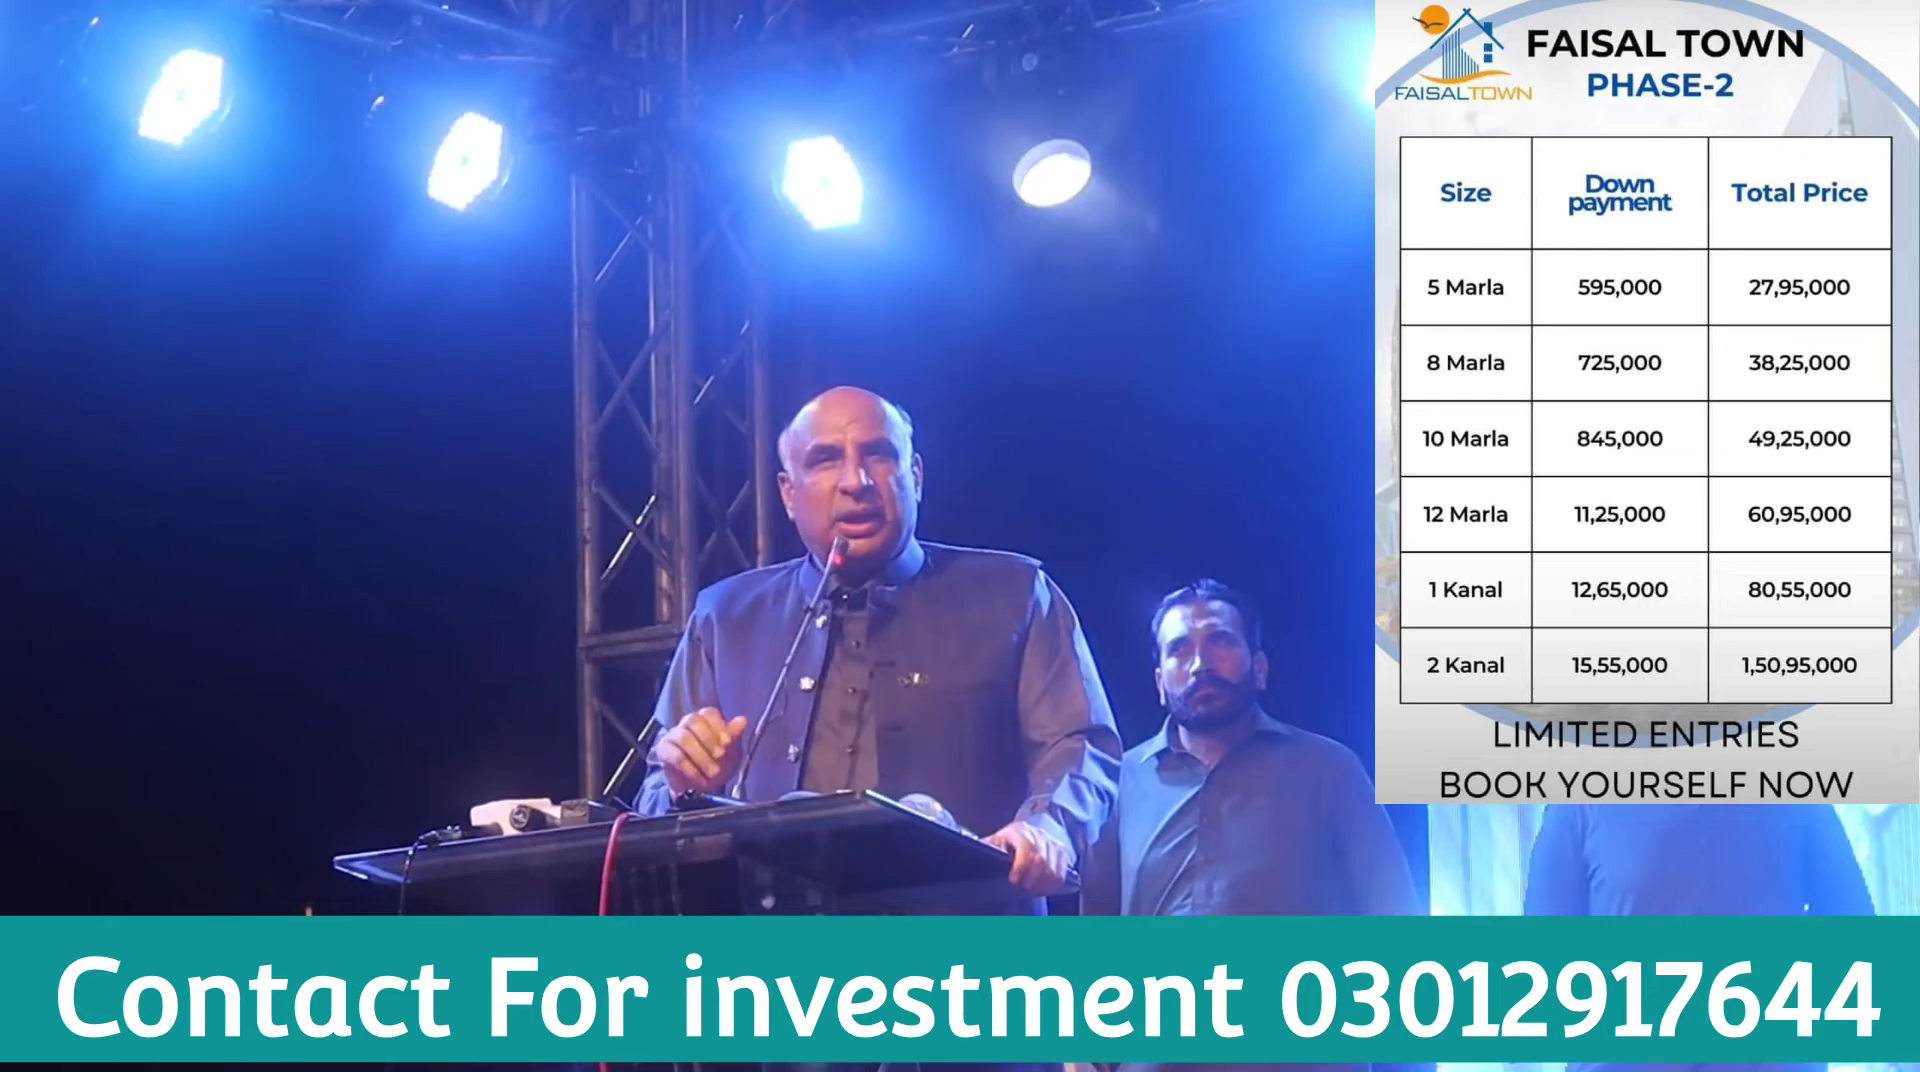 FAISALTOWN
FAISAL TOWN
PHASE-2
Size Down payment Total Price
5 Marla 595,000 27,95,000
8 Marla 725,000 38,25,000
10 Marla 845,000 49,25,000
12 Marla 11,25,000 60,95,000
1 Kanal 12,65,000 80,55,000
2 Kanal 15,55,000 1,50,95,000
LIMITED ENTRIES
BOOK YOURSELF NOW
Contact For investment 03012917644